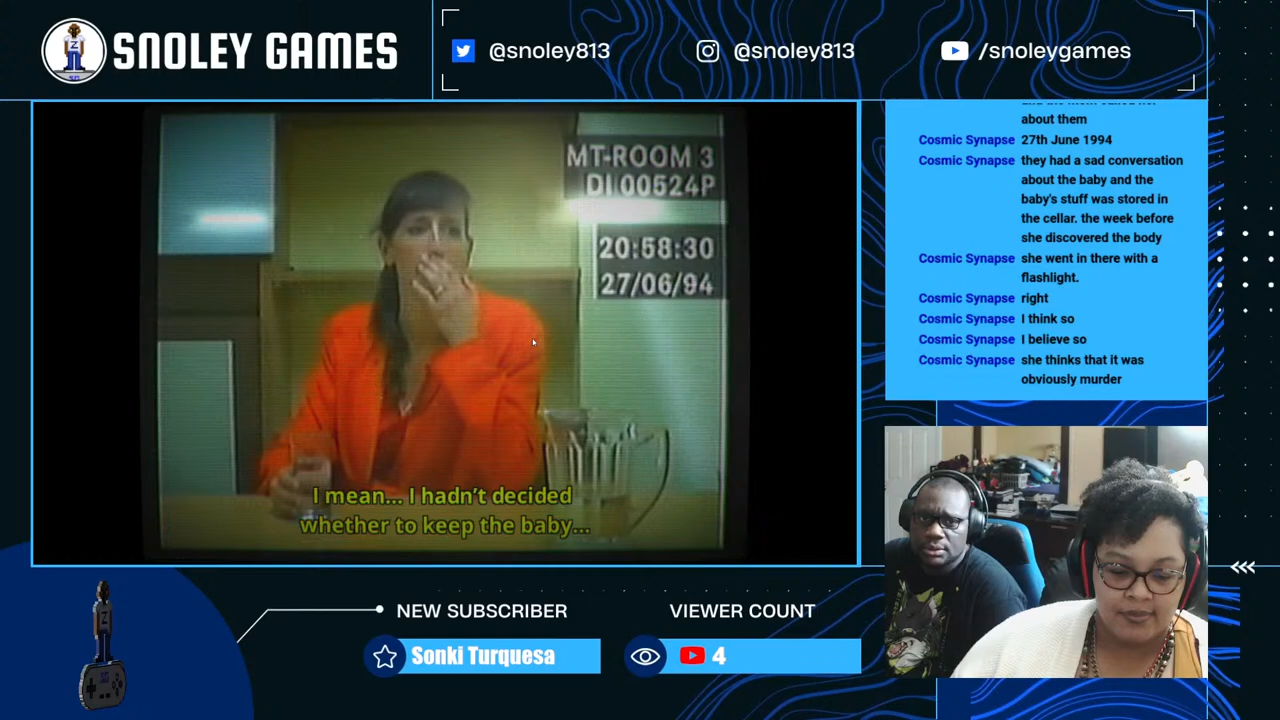 SNOLEY GAMES
@snoley813
@snoley813
/snoleygames
MT-ROOM 3
DI 00524P
20:58:30
27/06/94
I mean... I hadn't decided
whether to keep the baby...
about them
Cosmic Synapse 27th June 1994
Cosmic Synapse they had a sad conversation
about the baby and the
baby's stuff was stored in
the cellar. the week before
she discovered the body
Cosmic Synapse she went in there with a
flashlight.
Cosmic Synapse right
Cosmic Synapse I think so
Cosmic Synapse I believe so
Cosmic Synapse she thinks that it was
obviously murder
NEW SUBSCRIBER
Sonki Turquesa
VIEWER COUNT
4